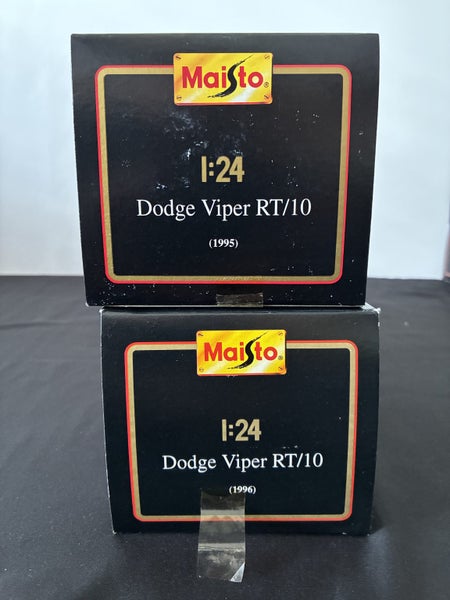 Maisto
1:24
Dodge Viper RT/10
(1995)
Maisto
1:24
Dodge Viper RT/10
(1996)